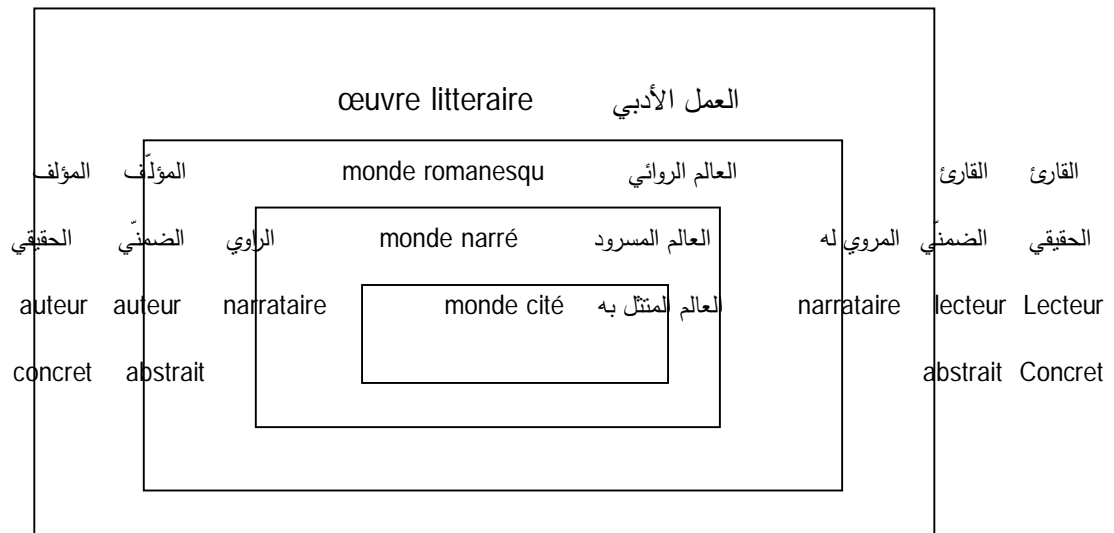 œuvre litteraire العمل الأدبي
المؤلف المؤلّف monde romanesqu العالم الروائي القارئ القارئ
الحقيقي الضمنّي الراوي monde narré العالم المسرود المروي له الضمنّي الحقيقي
auteur auteur narrataire monde cité العالم المتثل به narrataire lecteur Lecteur
concret abstrait abstrait Concret